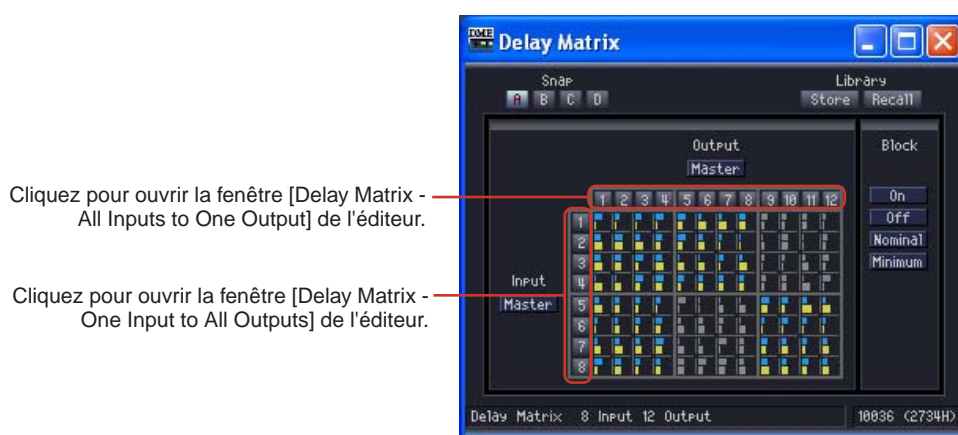 DME
Delay Matrix
Snap
Library
A B C D
Store Recall
Output
Block
Master
Cliquez pour ouvrir la fenêtre [Delay Matrix -
All Inputs to One Output] de l'éditeur.
1 2 3 4 5 6 7 8 9 10 11 12
On
Off
Nominal
Minimum
1
2
3
4
5
6
7
8
Input
Master
Cliquez pour ouvrir la fenêtre [Delay Matrix -
One Input to All Outputs] de l'éditeur.
Delay Matrix 8 Input 12 Output
10036 (2734H)